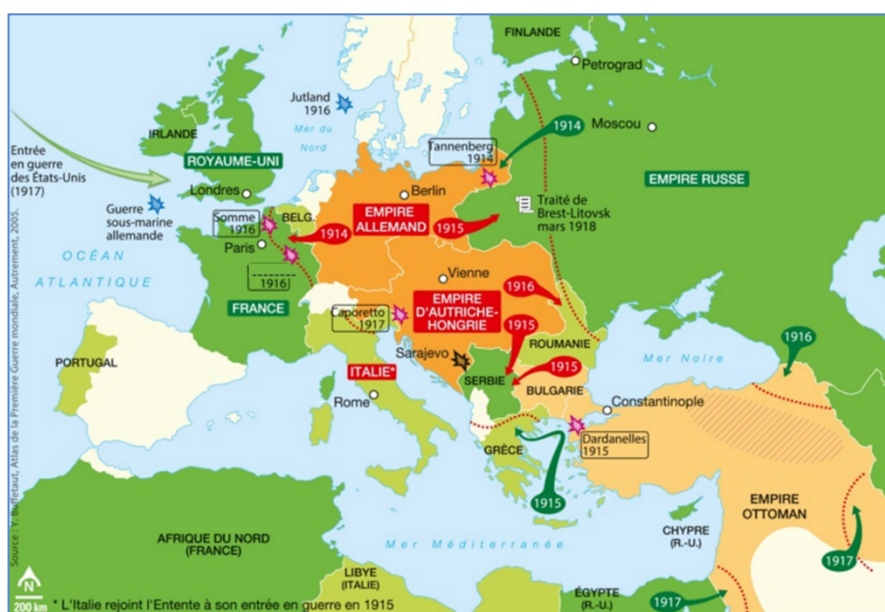 FINLANDE
Petrograd
Jutland
1916
Mer du
Nord
Tannenberg
1914
1914
Moscou
IRLANDE
ROYAUME-UNI
Entrée
en guerre
des États-Unis
(1917)
Londres
Berlin
EMPIRE RUSSE
Guerre
sous-marine
allemande
Somme
1916
BELG.
EMPIRE
ALLEMAND
1914
1915
Traité de
Brest-Litovsk
mars 1918
Paris
1916
OCÉAN
ATLANTIQUE
Vienne
1916
FRANCE
Caporetto
1917
EMPIRE
D'AUTRICHE-
HONGRIE
1915
ROUMANIE
Sarajevo
Mer Noire
1916
PORTUGAL
ITALIE*
SERBIE
1915
BULGARIE
Rome
Constantinople
Dardanelles
1915
GRÈCE
1915
EMPIRE
OTTOMAN
CHYPRE
(R.-U.)
AFRIQUE DU NORD
(FRANCE)
Mer Méditerranée
1917
LIBYE
(ITALIE)
ÉGYPTE
(R.-U.)
1917
N
200 km
* L'Italie rejoint l'Entente à son entrée en guerre en 1915
Source : Y. Buffetaut, Atlas de la Première Guerre mondiale, Autrement, 2005.